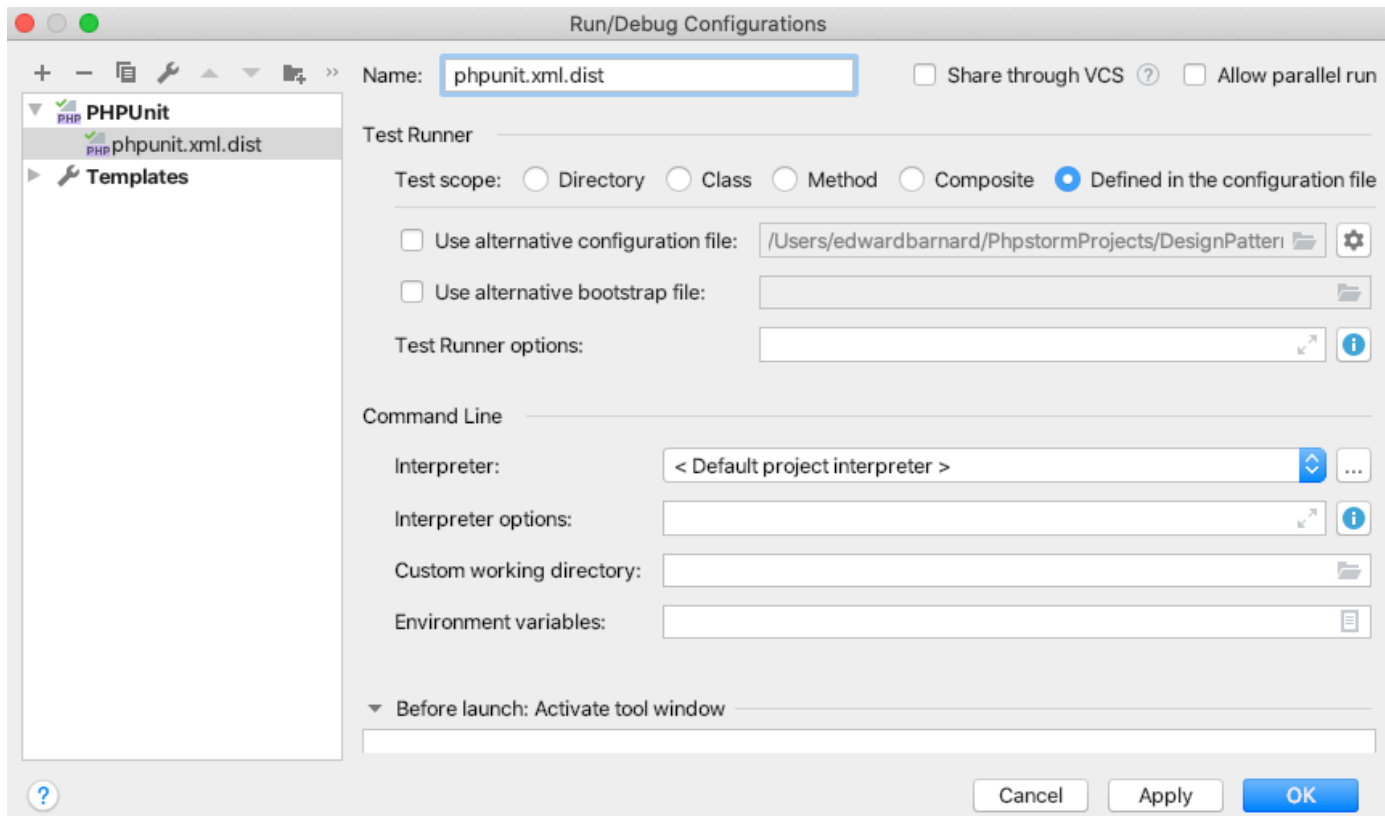 Run/Debug Configurations
Name: phpunit.xml.dist Share through VCS ? Allow parallel run
PHP PHPUnit
PHP phpunit.xml.dist
Templates
Test Runner
Test scope: Directory Class Method Composite Defined in the configuration file
Use alternative configuration file: /Users/edwardbarnard/PhpstormProjects/DesignPattern
Use alternative bootstrap file:
Test Runner options:
Command Line
Interpreter: < Default project interpreter > ...
Interpreter options:
Custom working directory:
Environment variables:
Before launch: Activate tool window
? Cancel Apply OK